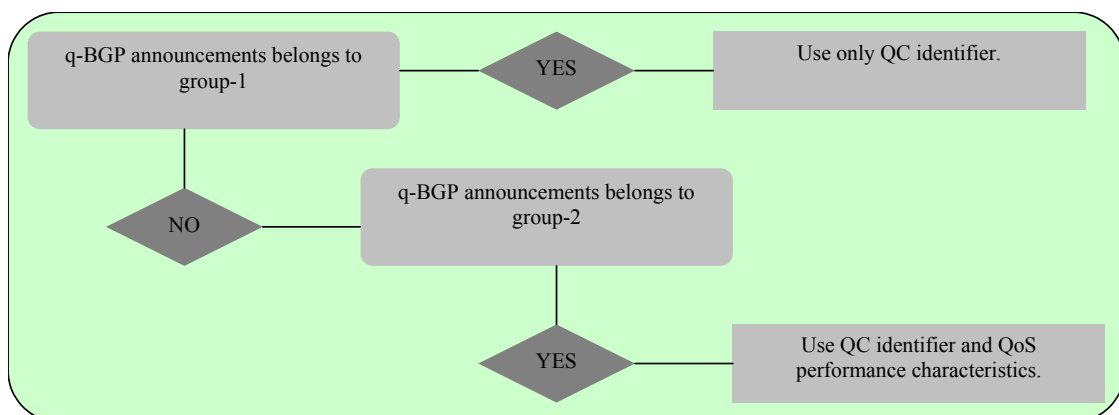 q-BGP announcements belongs to
group-1
YES
Use only QC identifier.
NO
q-BGP announcements belongs to
group-2
YES
Use QC identifier and QoS
performance characteristics.